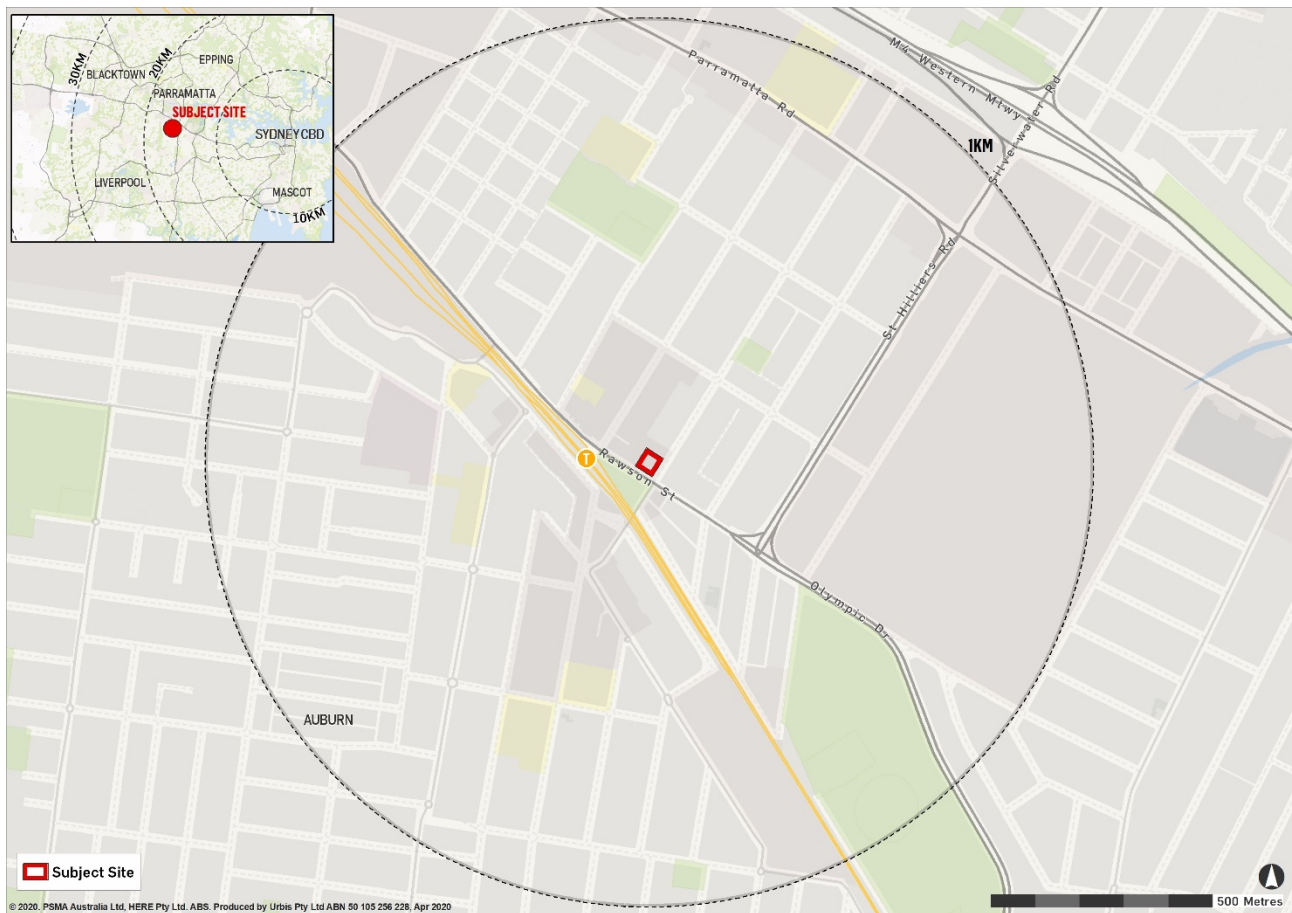 30KM
20KM
EPPING
BLACKTOWN
PARRAMATTA
SUBJECT SITE
SYDNEY CBD
LIVERPOOL
MASCOT
10KM
Parramatta Rd
M4 Western Mtwy
1KM
Silverwater Rd
St Hilliers Rd
T
Rawson St
Olympic Dr
AUBURN
Subject Site
500 Metres
© 2020. PSMA Australia Ltd, HERE Pty Ltd. ABS. Produced by Urbis Pty Ltd ABN 50 105 256 228, Apr 2020